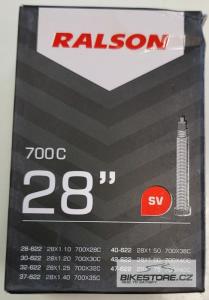 RALSON
700C
28”
SV
28-622 28X1.10 700X28C
30-622 28X1.20 700X30C
32-622 28X1.25 700X32C
37-622 28X1.40 700X35C
40-622 28X1.50 700X38C
BIKESTORE.CZ